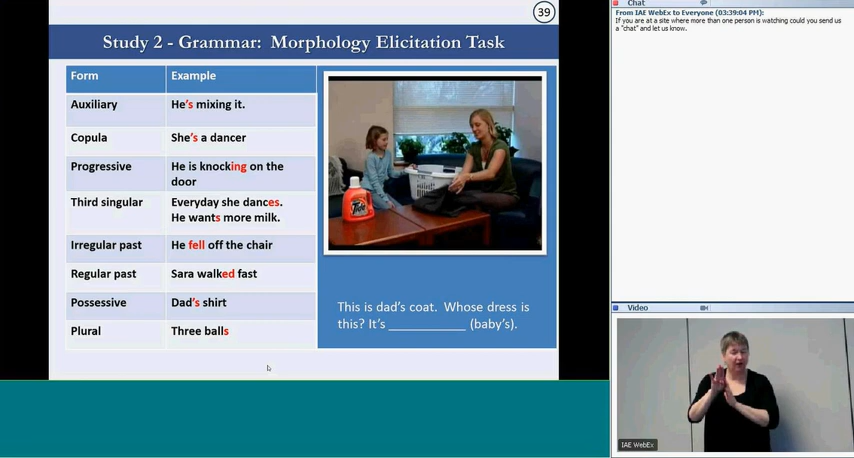 39
Study 2 - Grammar: Morphology Elicitation Task
Form Example
Auxiliary He's mixing it.
Copula She's a dancer
Progressive He is knocking on the
door
Third singular Everyday she dances.
He wants more milk.
Irregular past He fell off the chair
Regular past Sara walked fast
Possessive Dad's shirt
Plural Three balls
Tide
This is dad's coat. Whose dress is
this? It's ____________ (baby's).
Chat
From IAE WebEx to Everyone (03:39:04 PM):
If you are at a site where more than one person is watching could you send us
a "chat" and let us know.
Video
IAE WebEx